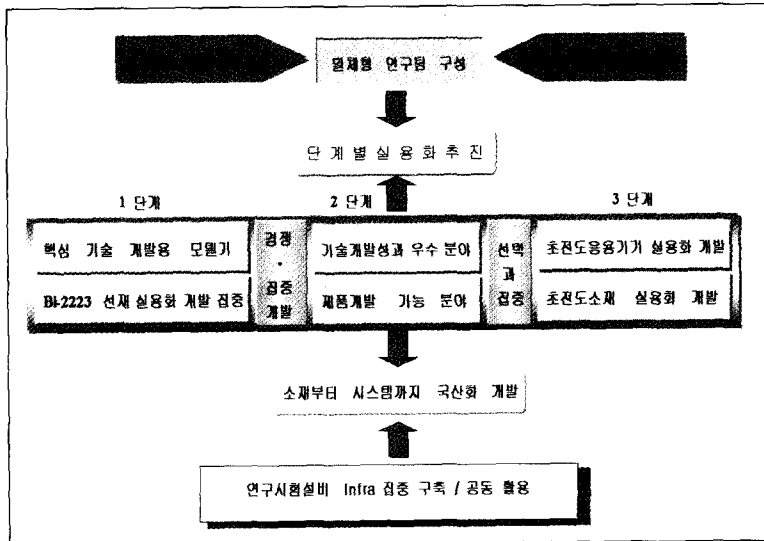 연구팀 구성
단 계 별 실 용 화 추 진
1 단계
2 단계
3 단계
핵심 기술 개발용 모델기
Bi-2223 선재 실용화 개발 집중
경쟁
·
집중
개발
기술개발성과 우수 분야
제품개발 가능 분야
선택
과
집중
초전도응용기기 실용화 개발
초전도소재 실용화 개발
소재부터 시스템까지 국산화 개발
연구시험설비 Infra 집중 구축 / 공동 활용